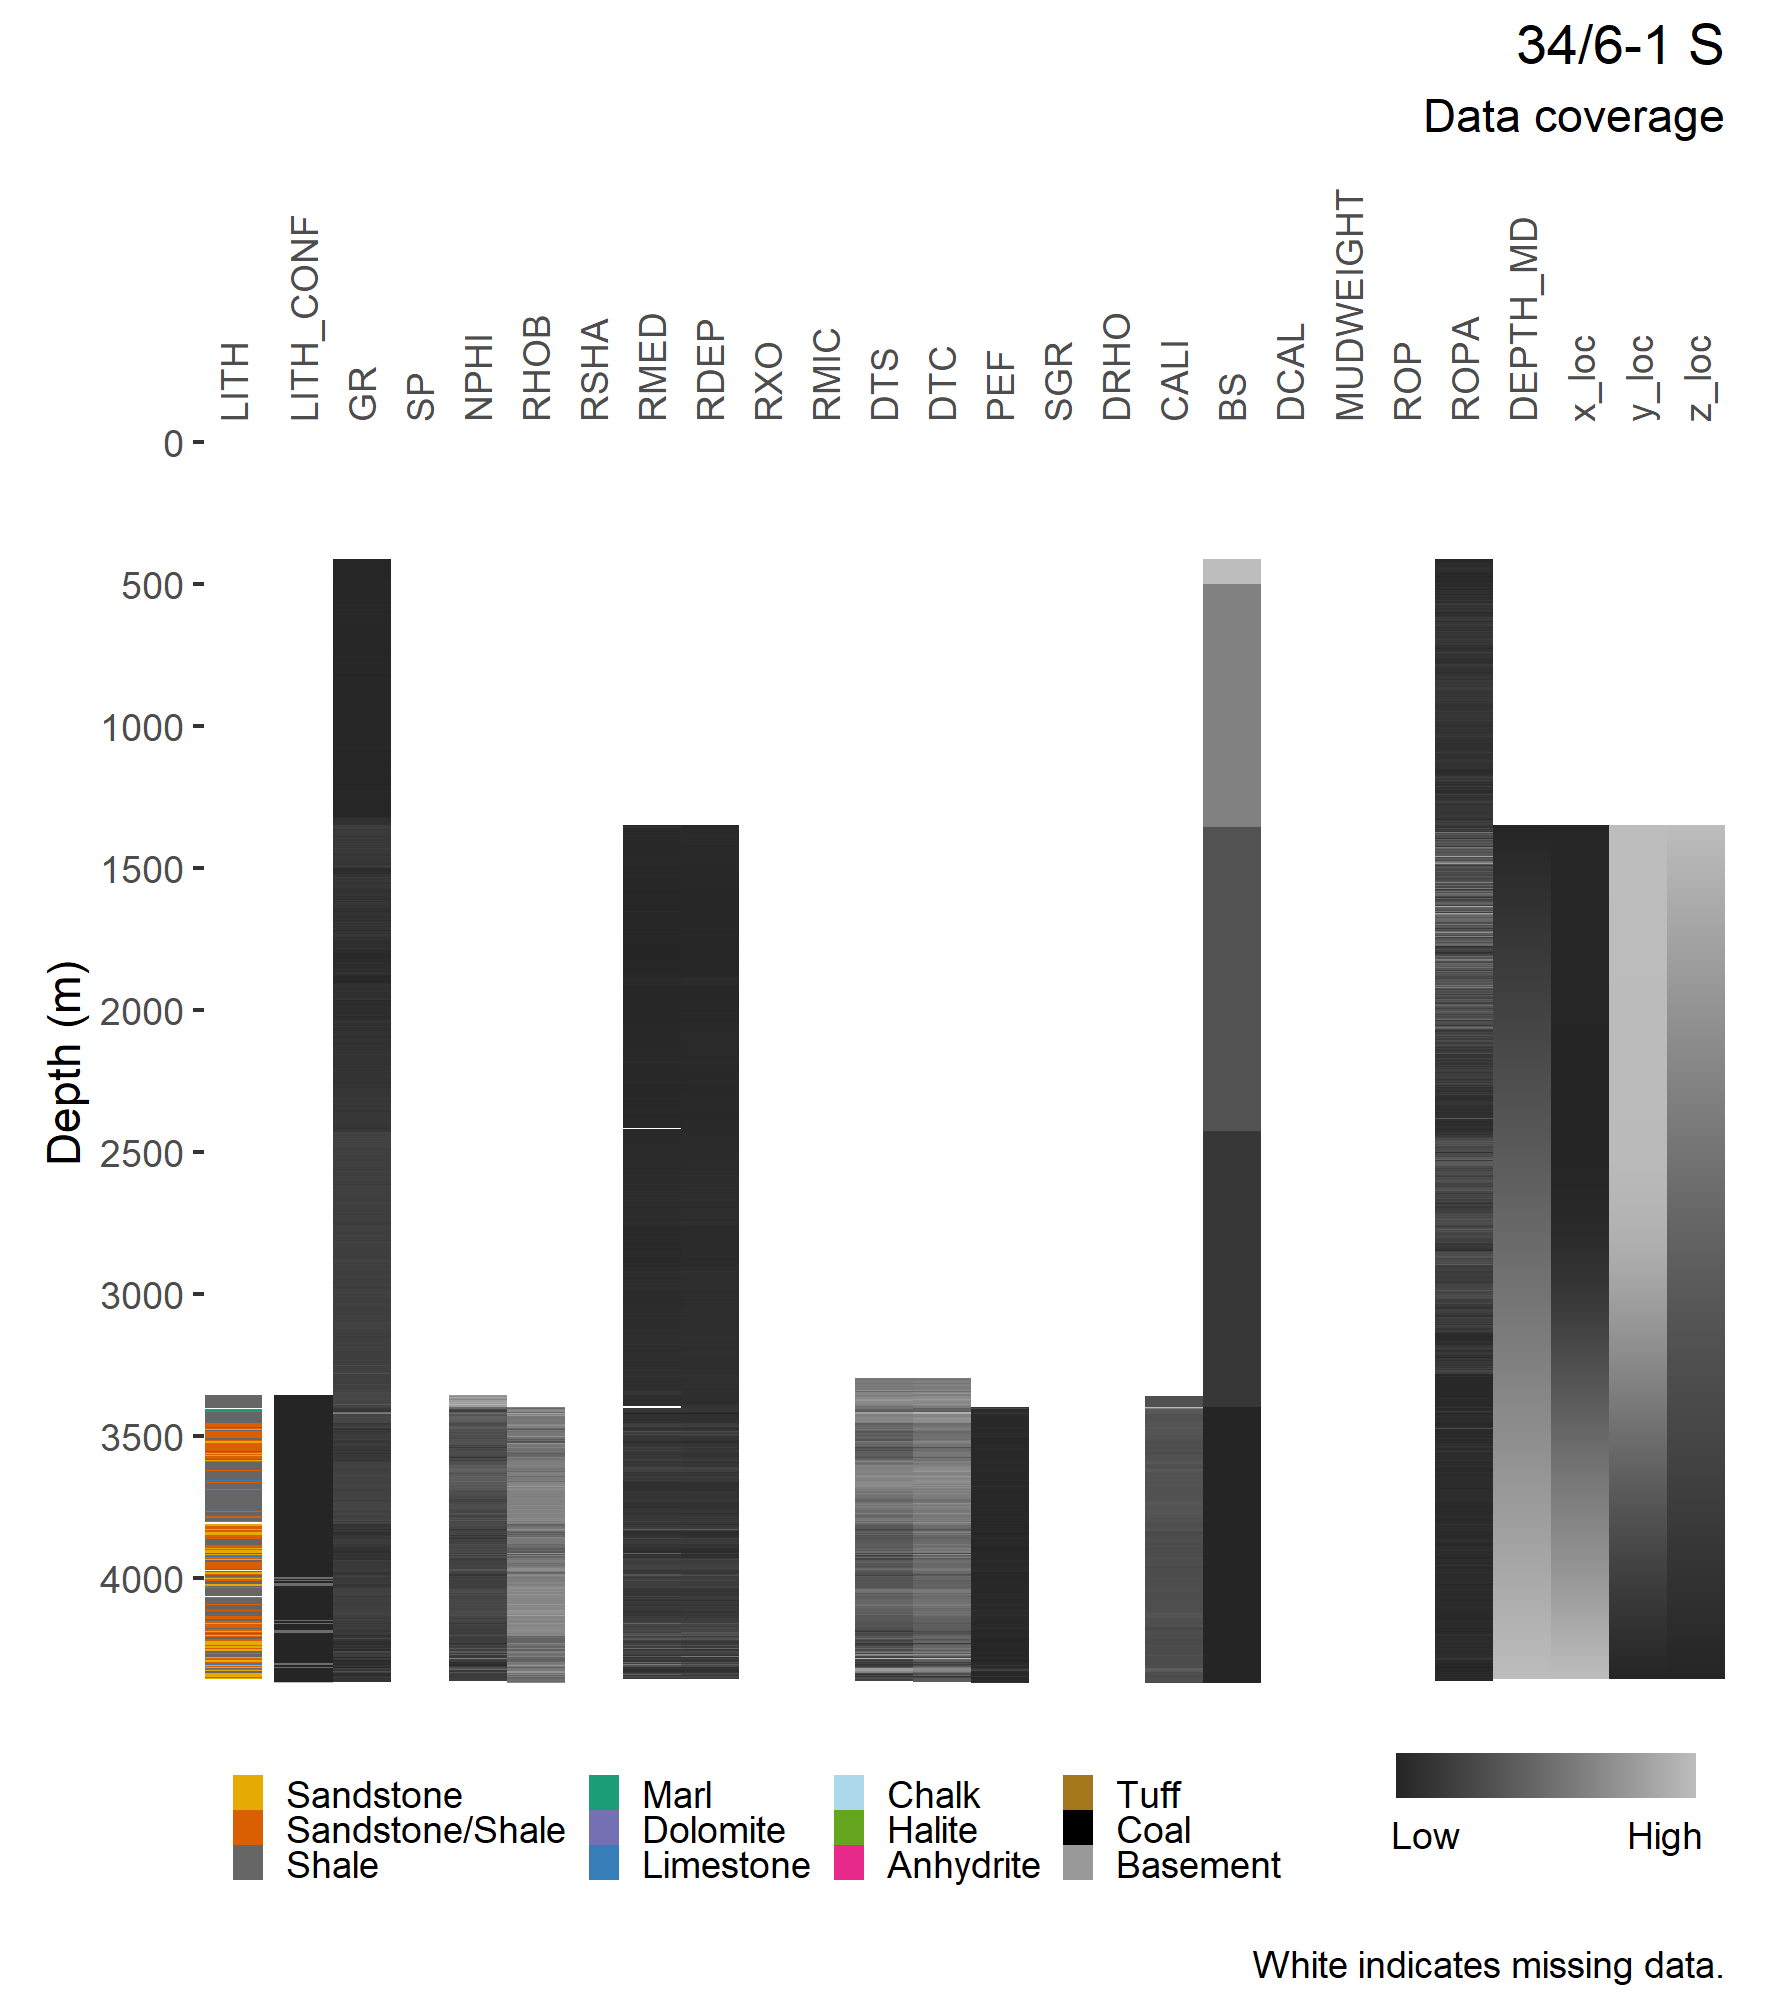 34/6-1 S
Data coverage
LITH
LITH_CONF
GR
SP
NPHI
RHOB
RSHA
RMED
RDEP
RXO
RMIC
DTS
DTC
PEF
SGR
DRHO
CALI
BS
DCAL
MUDWEIGHT
ROP
ROPA
DEPTH_MD
x_loc
y_loc
z_loc
Depth (m)
0
500
1000
1500
2000
2500
3000
3500
4000
Sandstone
Sandstone/Shale
Shale
Marl
Dolomite
Limestone
Chalk
Halite
Anhydrite
Tuff
Coal
Basement
Low
High
White indicates missing data.